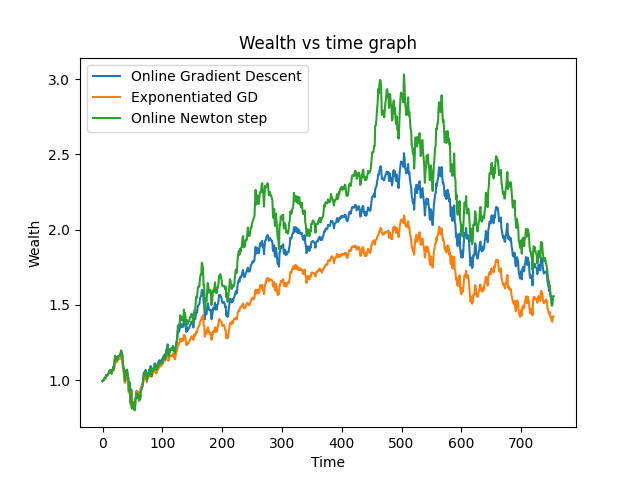 Wealth vs time graph
Online Gradient Descent
Exponentiated GD
Online Newton step
3.0
2.5
2.0
1.5
1.0
Wealth
0 100 200 300 400 500 600 700
Time